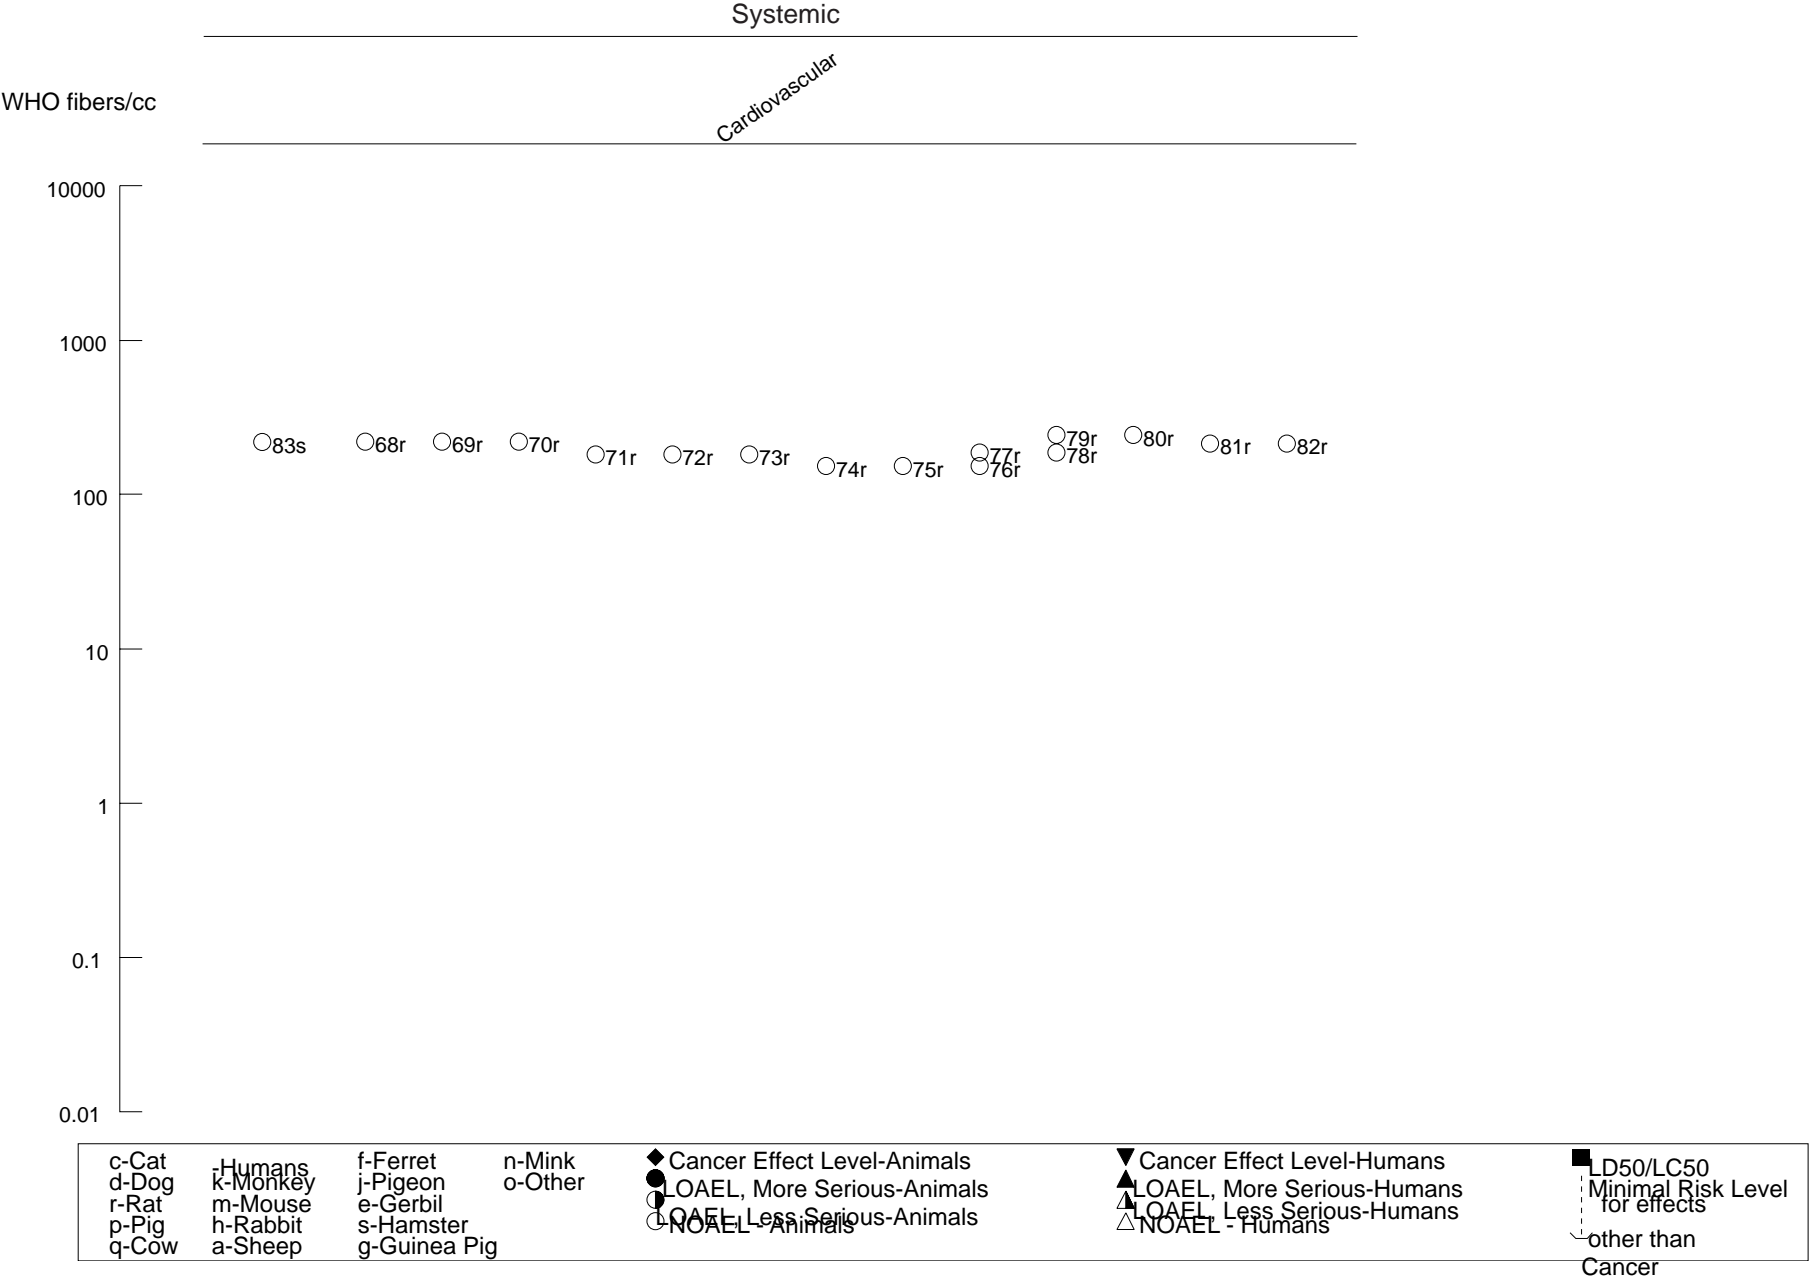 Systemic
Cardiovascular
WHO fibers/cc
10000
1000
100
10
1
0.1
0.01
83s
68r
69r
70r
71r
72r
73r
74r
75r
77r
76r
79r
78r
80r
81r
82r
c-Cat
d-Dog
r-Rat
p-Pig
q-Cow
-Humans
k-Monkey
m-Mouse
h-Rabbit
a-Sheep
f-Ferret
j-Pigeon
e-Gerbil
s-Hamster
g-Guinea Pig
n-Mink
o-Other
Cancer Effect Level-Animals
LOAEL, More Serious-Animals
LOAEL, Less Serious-Animals
NOAEL - Animals
Cancer Effect Level-Humans
LOAEL, More Serious-Humans
LOAEL, Less Serious-Humans
NOAEL - Humans
LD50/LC50
Minimal Risk Level
for effects
other than
Cancer